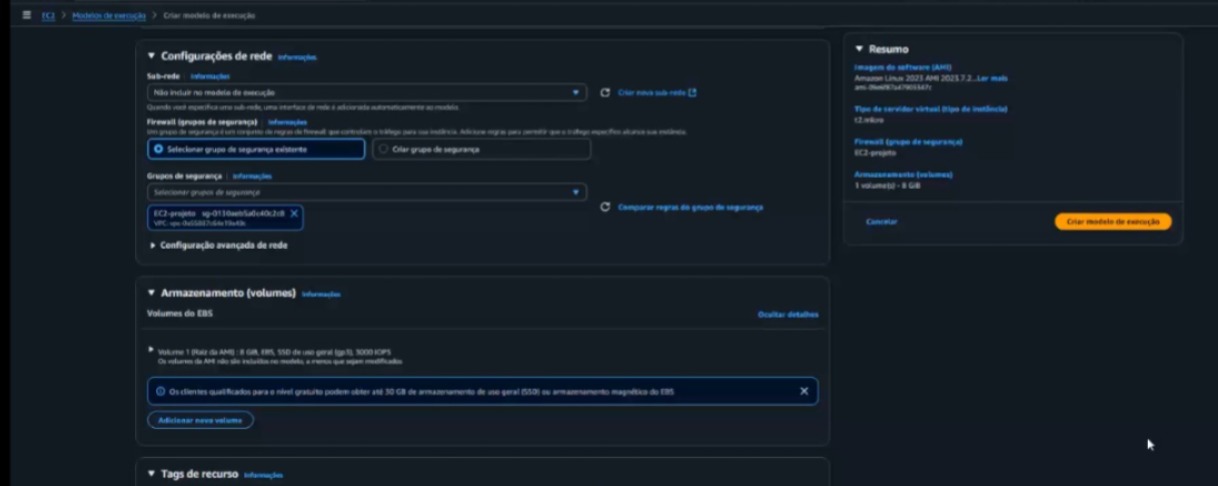 EC2 > Modelos de execução > Criar modelo de execução
Configurações de rede Informações
Sub-rede | Informações
Não incluir no modelo de execução
Criar nova sub-rede
Quando você especifica uma sub-rede, uma interface de rede é adicionada automaticamente ao modelo.
Firewall (grupos de segurança) | Informações
Um grupo de segurança é um conjunto de regras de firewall que controlam o tráfego para sua instância. Adicione regras para permitir que o tráfego específico alcance sua instância.
Selecionar grupo de segurança existente
Criar grupo de segurança
Grupos de segurança | Informações
Selecionar grupos de segurança
EC2-projeto
Comparar regras do grupo de segurança
Configuração avançada de rede
Armazenamento (volumes) Informações
Volumes do EBS
Ocultar detalhes
Volume 1 (Raiz da AMI) : 8 GiB, EBS, SSD de uso geral (gp3), 3000 IOPS
Os volumes da AMI não são incluídos no modelo, a menos que sejam modificados
Os clientes qualificados para o nível gratuito podem obter até 30 GB de armazenamento de uso geral (SSD) ou armazenamento magnético do EBS
Adicionar novo volume
Tags de recurso Informações
Resumo
Imagem do software (AMI)
Amazon Linux 2023 AMI 2023.7.2...Ler mais
Tipo de servidor virtual (tipo de instância)
t2.micro
Firewall (grupo de segurança)
EC2-projeto
Armazenamento (volumes)
1 volume(s) - 8 GiB
Cancelar
Criar modelo de execução